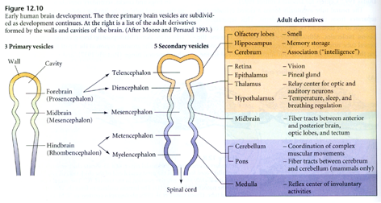 Figure 12.10
Early human brain development. The three primary brain vesicles are subdivid-
ed as development continues. At the right is a list of the adult derivatives
formed by the walls and cavities of the brain. (After Moore and Persaud 1993.)
3 Primary vesicles
Wall
Cavity
Forebrain
(Prosencephalon)
Midbrain
(Mesencephalon)
Hindbrain
(Rhombencephalon)
5 Secondary vesicles
Telencephalon
Diencephalon
Mesencephalon
Metencephalon
Myelencephalon
Spinal cord
Adult derivatives
Olfactory lobes – Smell
Hippocampus – Memory storage
Cerebrum – Association ("intelligence")
Retina – Vision
Epithalamus – Pineal gland
Thalamus – Relay center for optic and
auditory neurons
Hypothalamus – Temperature, sleep, and
breathing regulation
Midbrain – Fiber tracts between anterior
and posterior brain,
optic lobes, and tectum
Cerebellum – Coordination of complex
muscular movements
Pons – Fiber tracts between cerebrum
and cerebellum (mammals only)
Medulla – Reflex center of involuntary
activities